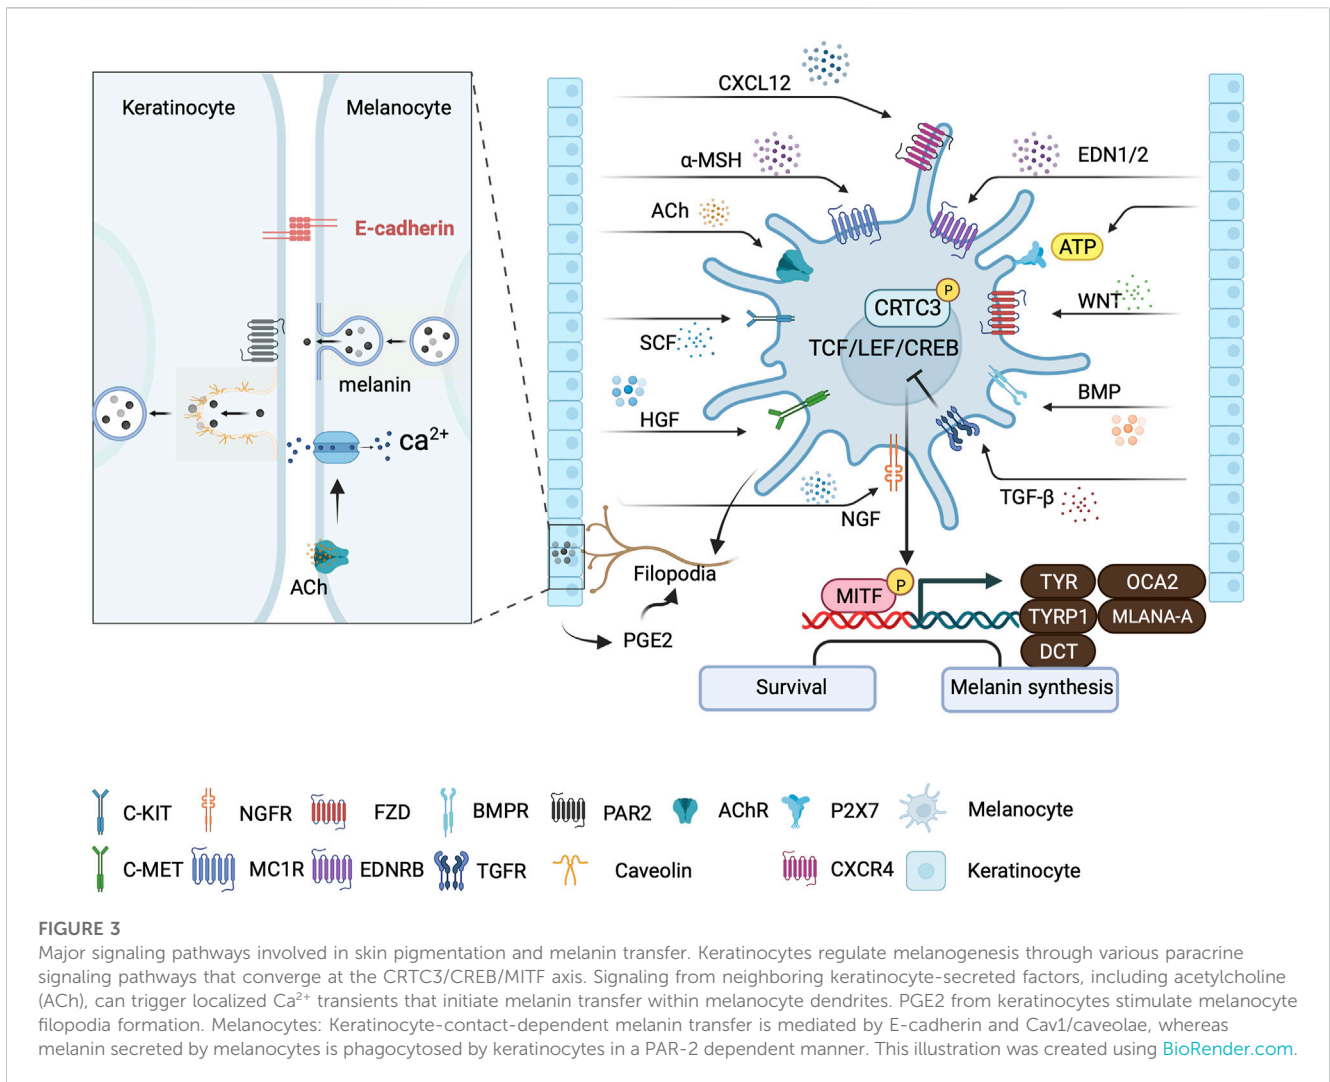 Keratinocyte
Melanocyte
E-cadherin
melanin
ca²⁺
ACh
CXCL12
α-MSH
EDN1/2
ACh
ATP
P
CRTC3
WNT
SCF
TCF/LEF/CREB
BMP
HGF
TGF-β
NGF
Filopodia
PGE2
P
MITF
TYR
OCA2
TYRP1
MLANA-A
DCT
Survival
Melanin synthesis
C-KIT
NGFR
FZD
BMPR
PAR2
AChR
P2X7
Melanocyte
C-MET
MC1R
EDNRB
TGFR
Caveolin
CXCR4
Keratinocyte
FIGURE 3
Major signaling pathways involved in skin pigmentation and melanin transfer. Keratinocytes regulate melanogenesis through various paracrine
signaling pathways that converge at the CRTC3/CREB/MITF axis. Signaling from neighboring keratinocyte-secreted factors, including acetylcholine
(ACh), can trigger localized Ca²⁺ transients that initiate melanin transfer within melanocyte dendrites. PGE2 from keratinocytes stimulate melanocyte
filopodia formation. Melanocytes: Keratinocyte-contact-dependent melanin transfer is mediated by E-cadherin and Cav1/caveolae, whereas
melanin secreted by melanocytes is phagocytosed by keratinocytes in a PAR-2 dependent manner. This illustration was created using BioRender.com.